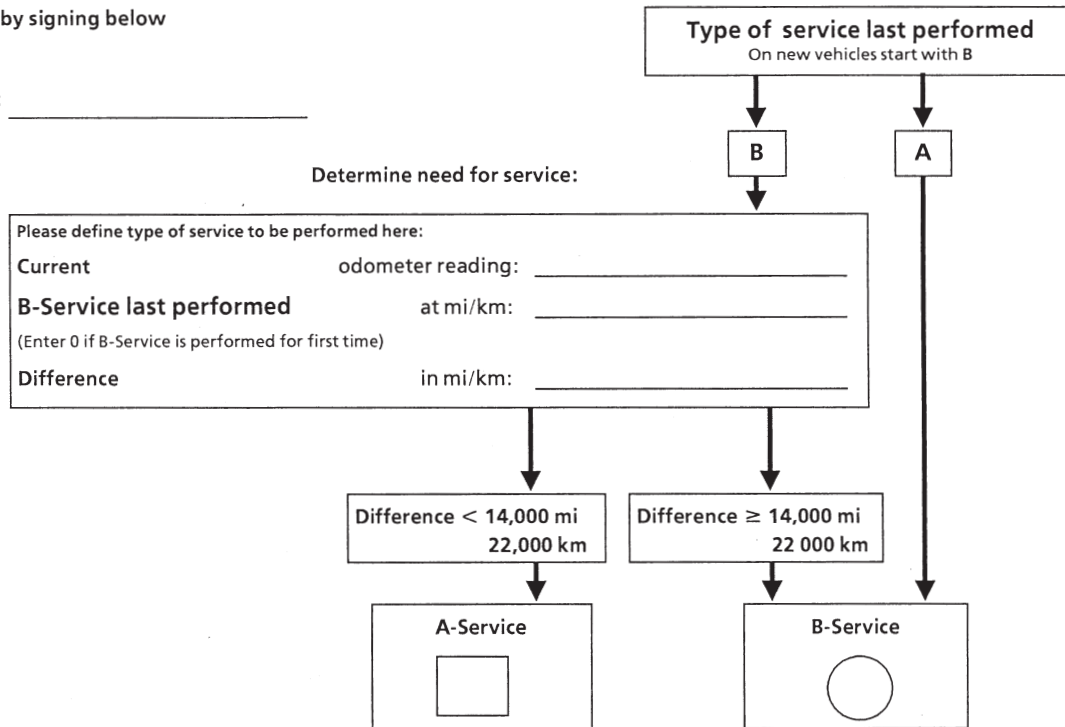 by signing below
Type of service last performed
On new vehicles start with B
B
A
Determine need for service:
Please define type of service to be performed here:
Current odometer reading:
B-Service last performed at mi/km:
(Enter 0 if B-Service is performed for first time)
Difference in mi/km:
Difference < 14,000 mi
22,000 km
Difference ≥ 14,000 mi
22 000 km
A-Service
B-Service